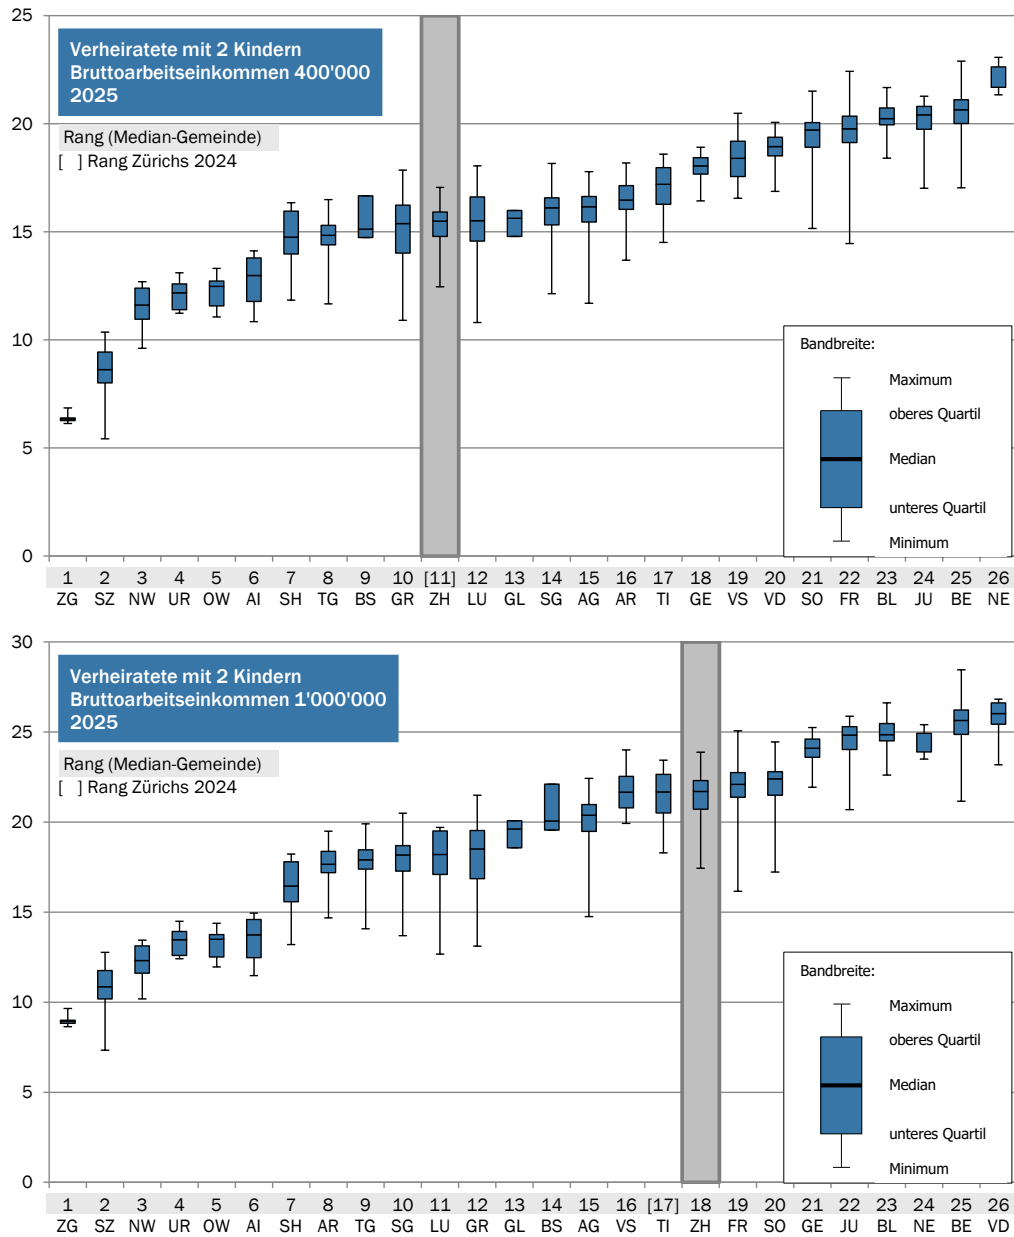 25
20
15
10
5
0
Verheiratete mit 2 Kindern
Bruttoarbeitseinkommen 400'000
2025
Rang (Median-Gemeinde)
[ ] Rang Zürichs 2024
Bandbreite:
Maximum
oberes Quartil
Median
unteres Quartil
Minimum
1 2 3 4 5 6 7 8 9 10 [11] 12 13 14 15 16 17 18 19 20 21 22 23 24 25 26
ZG SZ NW UR OW AI SH TG BS GR ZH LU GL SG AG AR TI GE VS VD SO FR BL JU BE NE
30
25
20
15
10
5
0
Verheiratete mit 2 Kindern
Bruttoarbeitseinkommen 1'000'000
2025
Rang (Median-Gemeinde)
[ ] Rang Zürichs 2024
Bandbreite:
Maximum
oberes Quartil
Median
unteres Quartil
Minimum
1 2 3 4 5 6 7 8 9 10 11 12 13 14 15 16 [17] 18 19 20 21 22 23 24 25 26
ZG SZ NW UR OW AI SH AR TG SG LU GR GL BS AG VS TI ZH FR SO GE JU BL NE BE VD